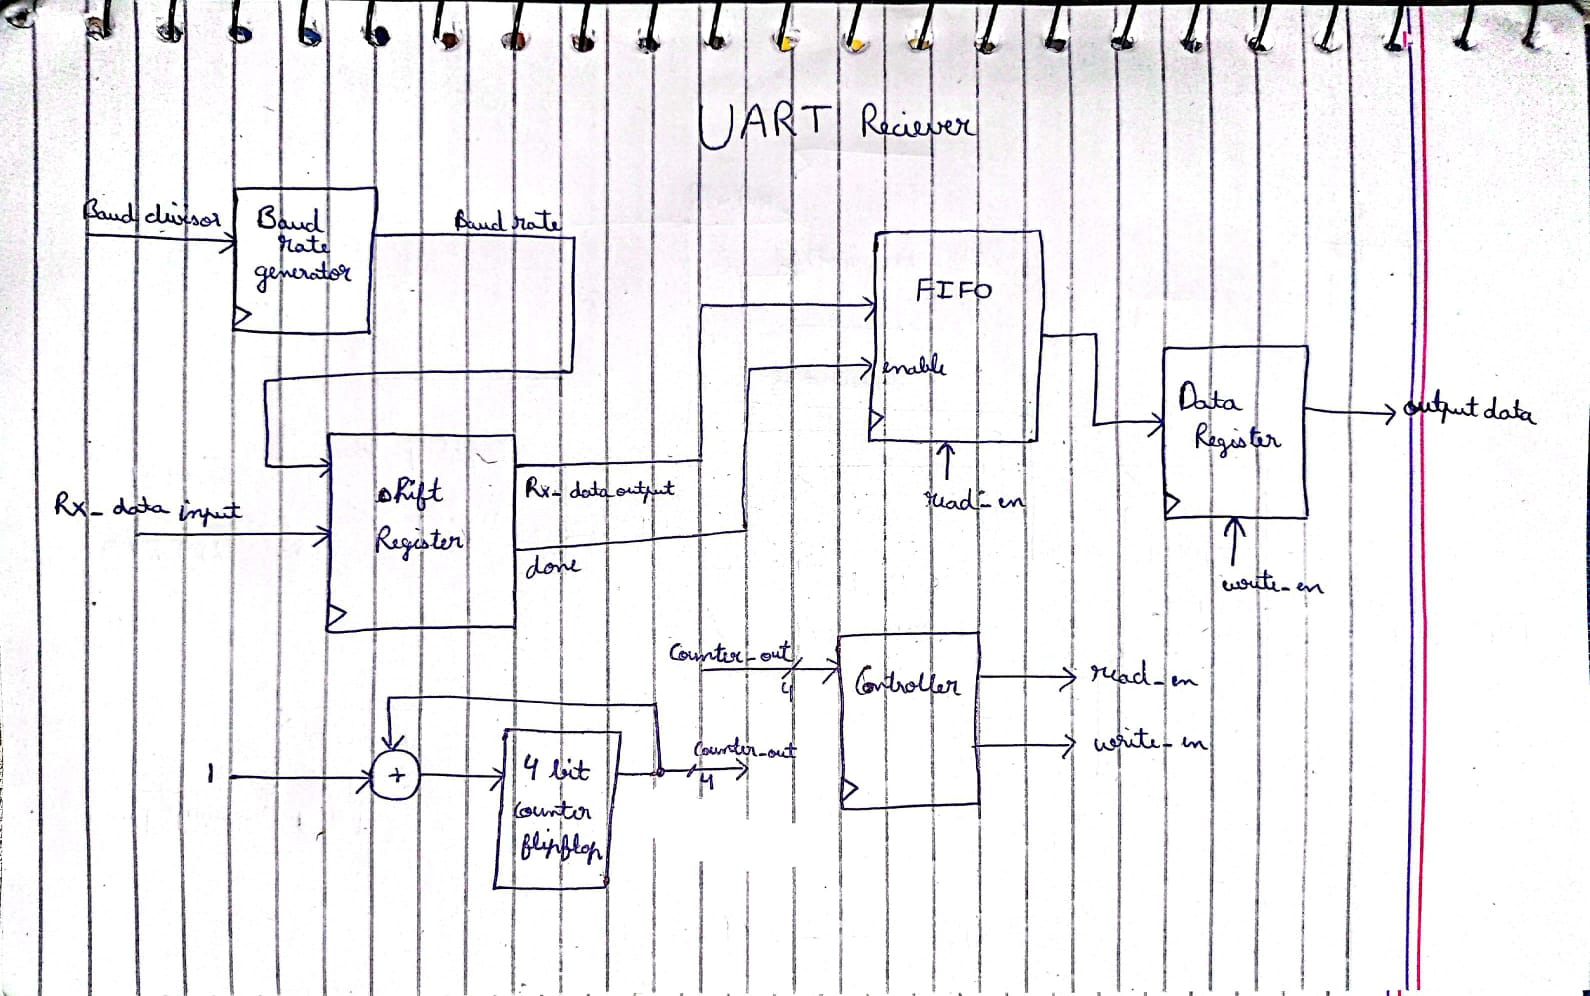 UART Reciever
Baud divisor
Baud
rate
generator
Baud rate
FIFO
enable
read_en
Data
Register
output data
write_en
Rx_ data input
shift
Register
Rx_ data output
done
Counter_out
4
Controller
read_en
write_en
1
+
4 bit
counter
flipflop
Counter_out
4